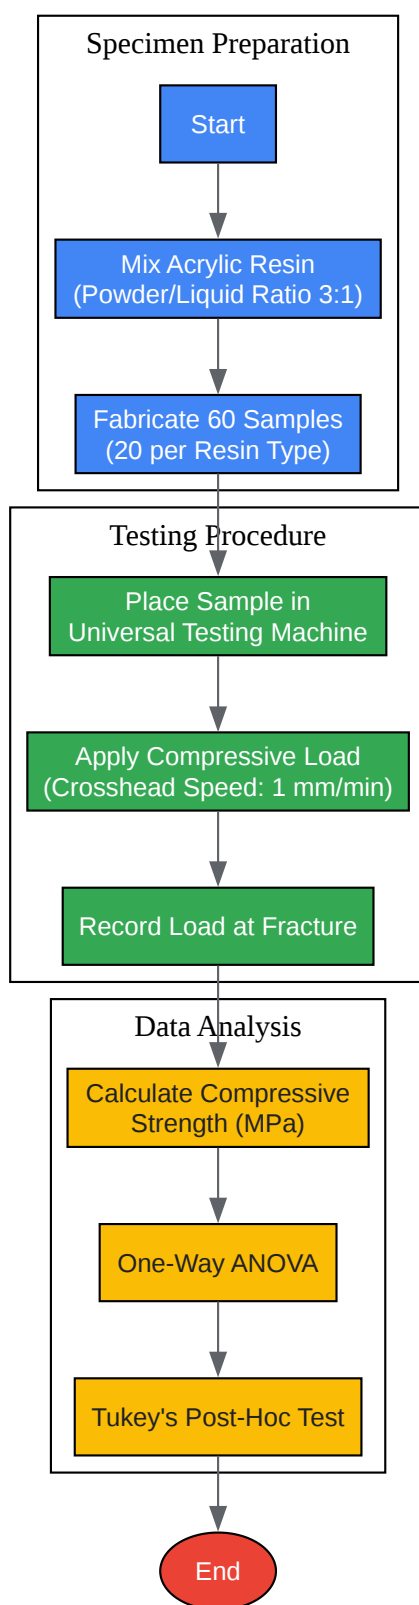 Specimen Preparation
Start
Mix Acrylic Resin
(Powder/Liquid Ratio 3:1)
Fabricate 60 Samples
(20 per Resin Type)
Testing Procedure
Place Sample in
Universal Testing Machine
Apply Compressive Load
(Crosshead Speed: 1 mm/min)
Record Load at Fracture
Data Analysis
Calculate Compressive
Strength (MPa)
One-Way ANOVA
Tukey's Post-Hoc Test
End